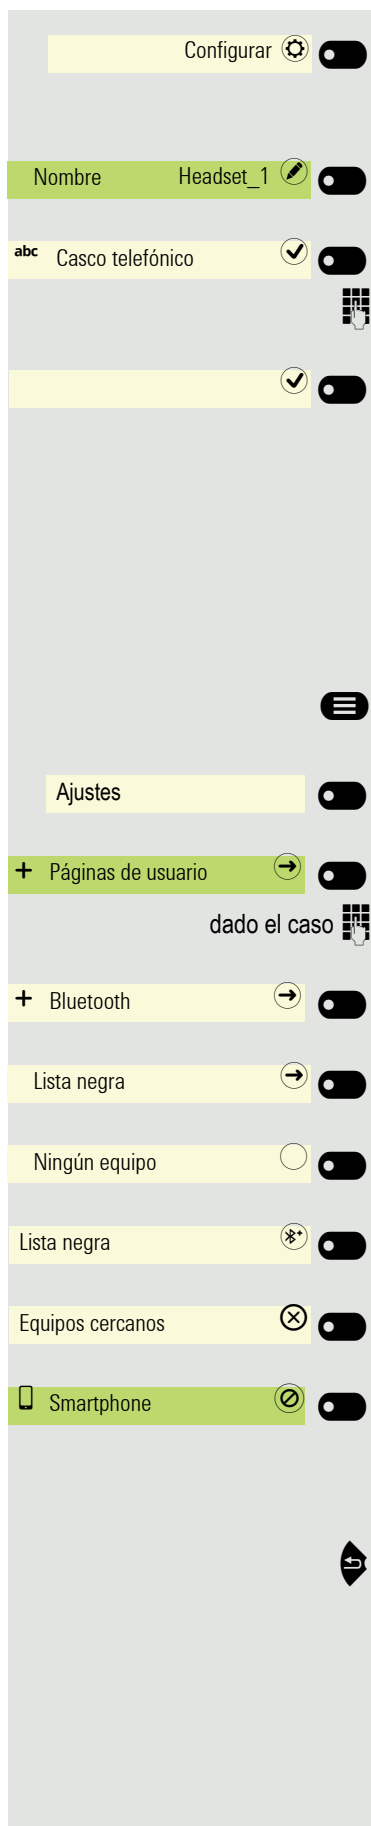 Configurar
Nombre Headset_1
abc Casco telefónico
Ajustes
+ Páginas de usuario
dado el caso
+ Bluetooth
Lista negra
Ningún equipo
Lista negra
Equipos cercanos
Smartphone